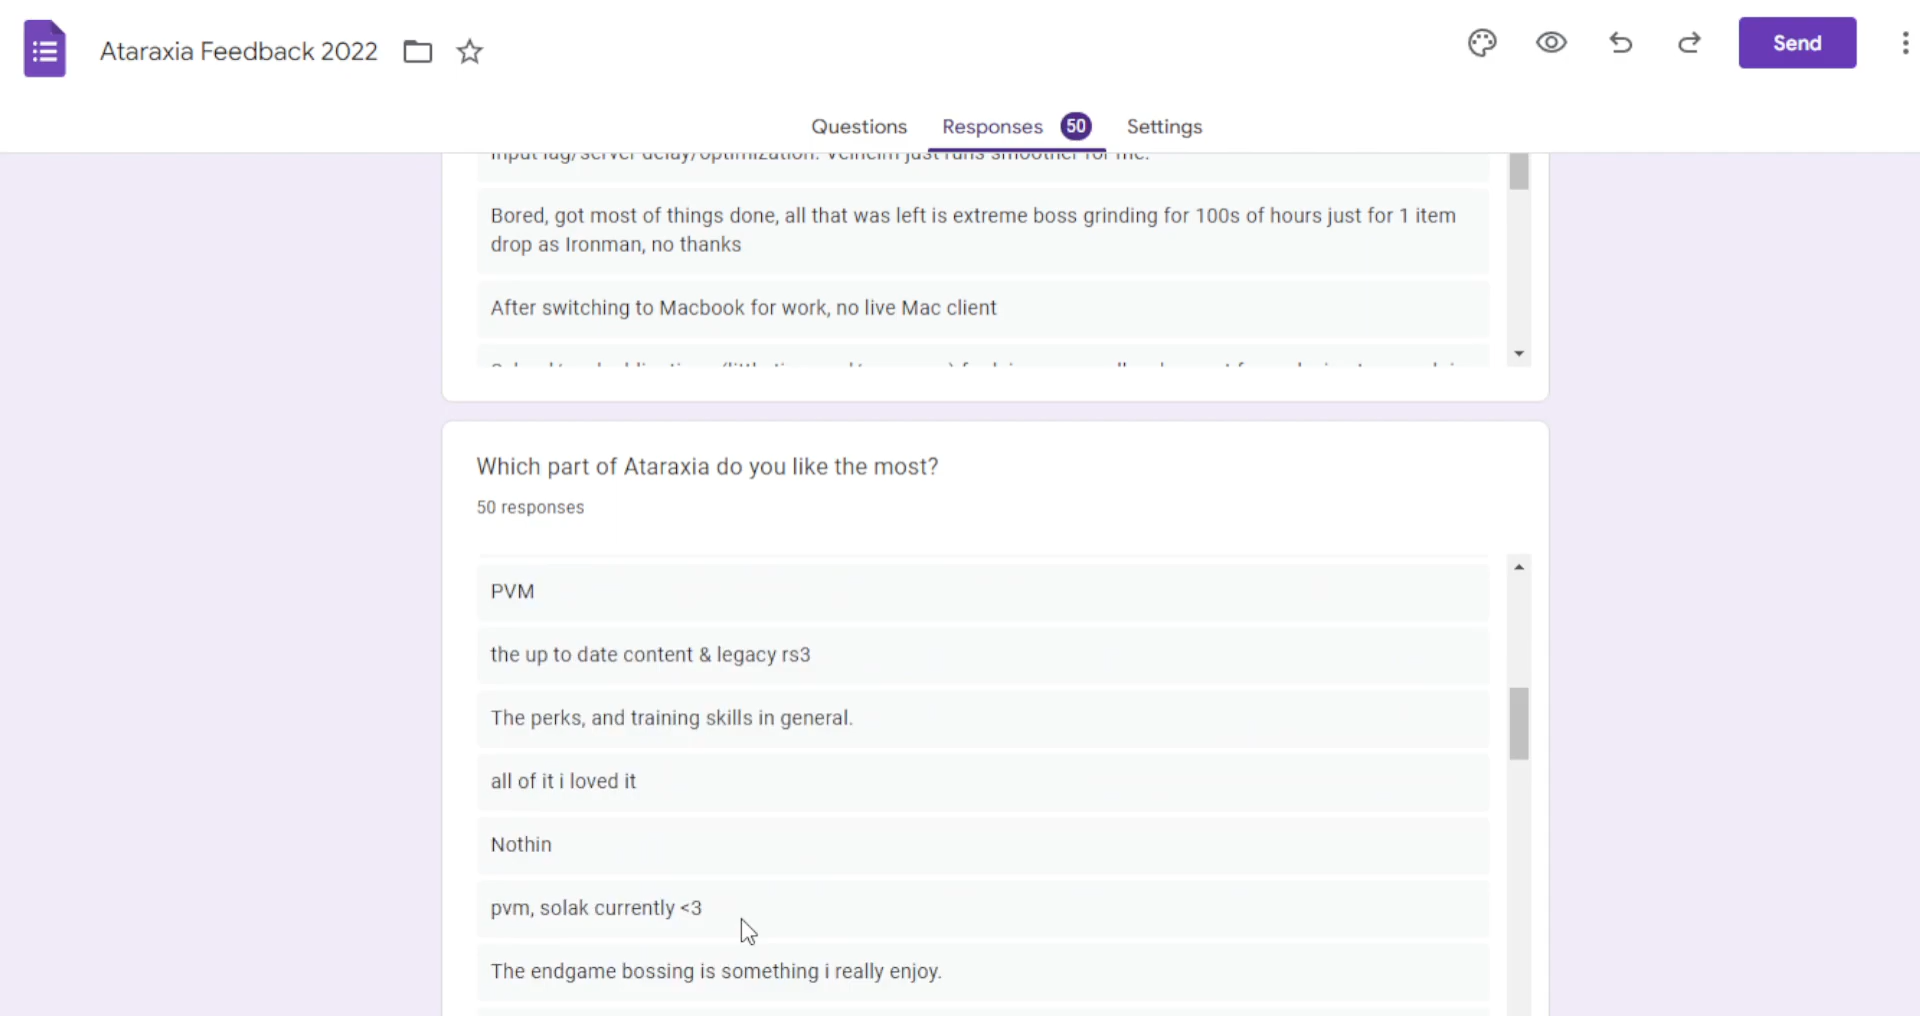 Ataraxia Feedback 2022
Send
Questions
Responses 50
Settings
Input lag/server delay/optimization. Velheim just runs smoother for me.
Bored, got most of things done, all that was left is extreme boss grinding for 100s of hours just for 1 item
drop as Ironman, no thanks
After switching to Macbook for work, no live Mac client
Which part of Ataraxia do you like the most?
50 responses
PVM
the up to date content & legacy rs3
The perks, and training skills in general.
all of it i loved it
Nothin
pvm, solak currently <3
The endgame bossing is something i really enjoy.